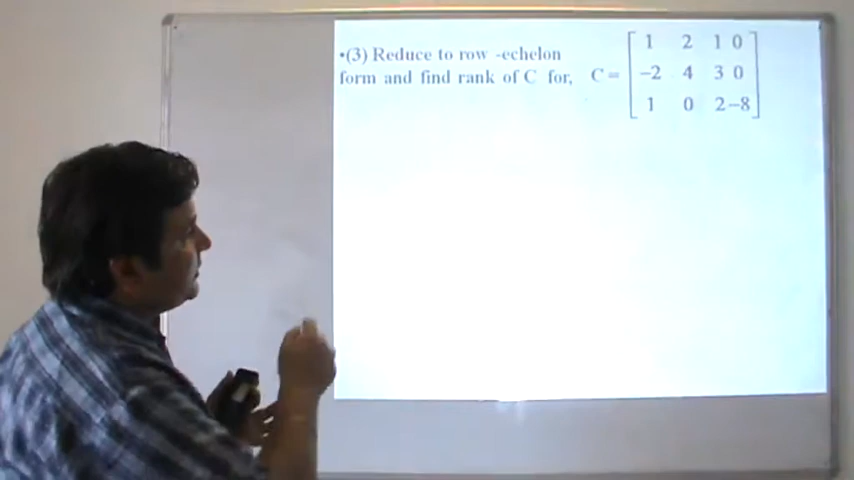 •(3) Reduce to row -echelon
form and find rank of C for, C =
1 2 1 0
-2 4 3 0
1 0 2 -8